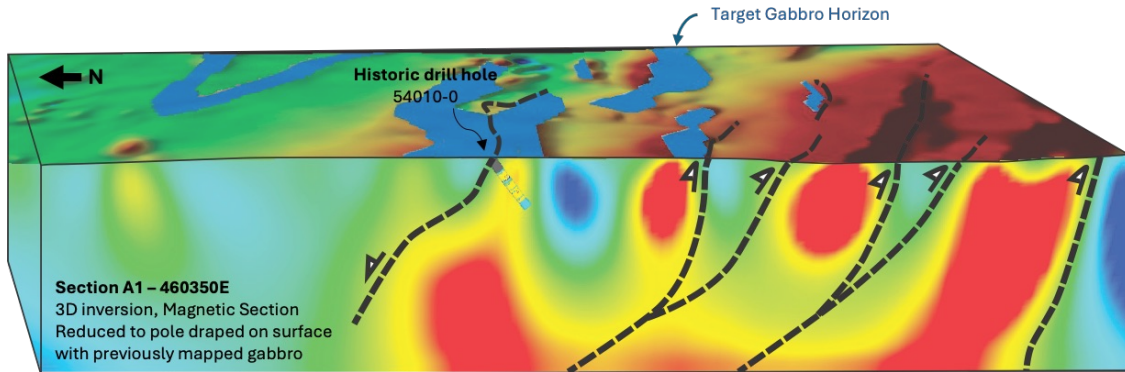 Target Gabbro Horizon
N
Historic drill hole
54010-0
Section A1 – 460350E
3D inversion, Magnetic Section
Reduced to pole draped on surface
with previously mapped gabbro